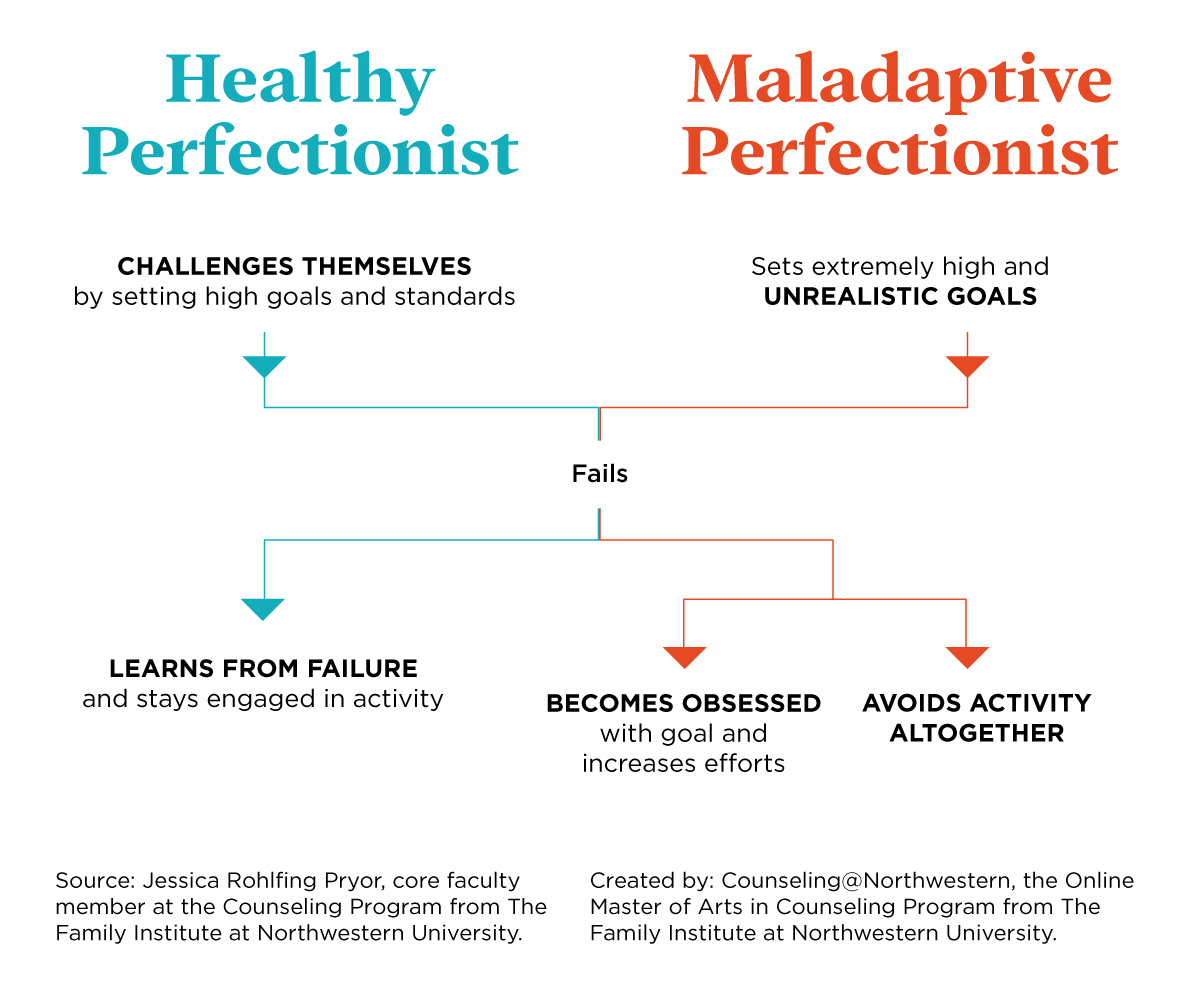 Healthy
Perfectionist
Maladaptive
Perfectionist
CHALLENGES THEMSELVES
by setting high goals and standards
Sets extremely high and
UNREALISTIC GOALS
Fails
LEARNS FROM FAILURE
and stays engaged in activity
BECOMES OBSESSED
with goal and
increases efforts
AVOIDS ACTIVITY
ALTOGETHER
Source: Jessica Rohlfing Pryor, core faculty
member at the Counseling Program from The
Family Institute at Northwestern University.
Created by: Counseling@Northwestern, the Online
Master of Arts in Counseling Program from The
Family Institute at Northwestern University.